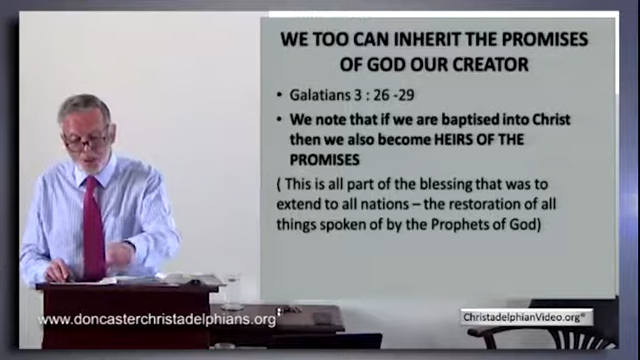 WE TOO CAN INHERIT THE PROMISES
OF GOD OUR CREATOR
• Galatians 3 : 26 -29
• We note that if we are baptised into Christ
then we also become HEIRS OF THE
PROMISES
( This is all part of the blessing that was to
extend to all nations – the restoration of all
things spoken of by the Prophets of God)
www.doncasterchristadelphians.org
ChristadelphianVideo.org®